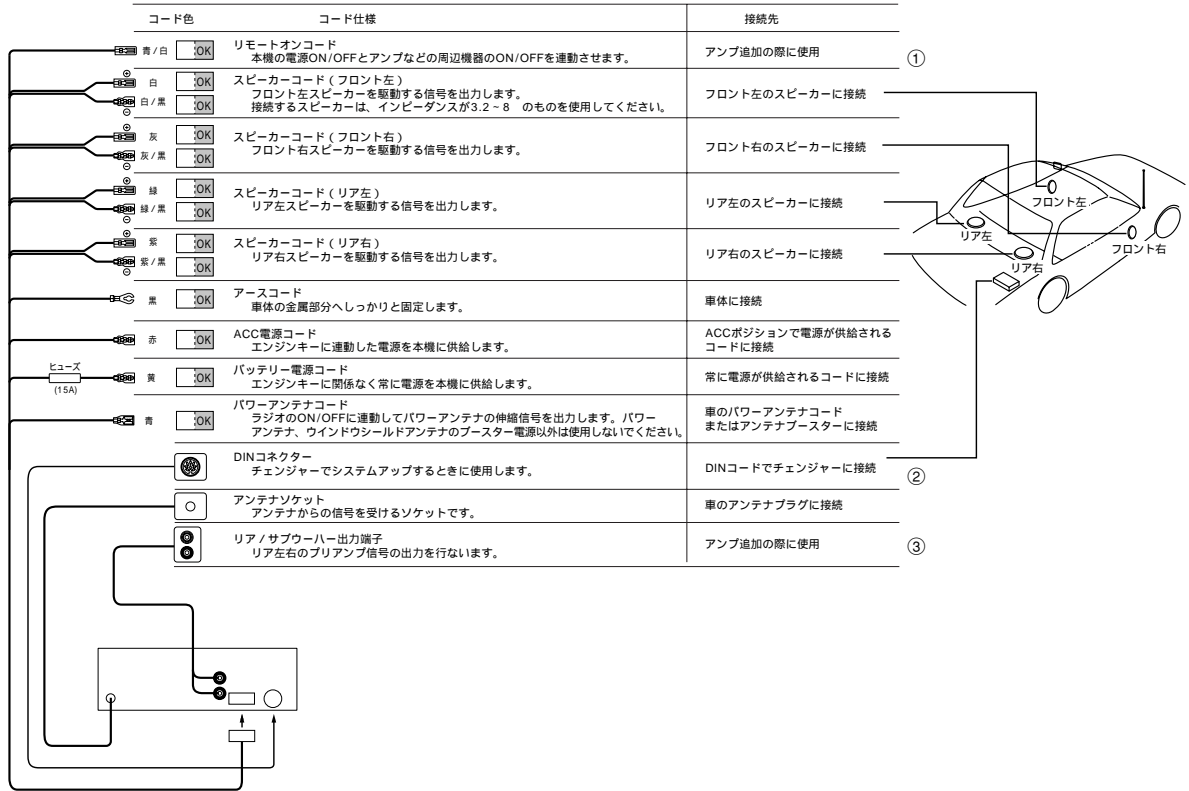 コード色 コード仕様 接続先
青/白 OK リモートオンコード
本機の電源ON/OFFとアンプなどの周辺機器のON/OFFを連動させます。
アンプ追加の際に使用 ①
⊕ 白 OK スピーカーコード(フロント左)
フロント左スピーカーを駆動する信号を出力します。
⊖ 白/黒 OK 接続するスピーカーは、インピーダンスが3.2~8 のものを使用してください。
フロント左のスピーカーに接続
⊕ 灰 OK スピーカーコード(フロント右)
フロント右スピーカーを駆動する信号を出力します。
⊖ 灰/黒 OK
フロント右のスピーカーに接続
⊕ 緑 OK スピーカーコード(リア左)
⊖ 緑/黒 OK リア左スピーカーを駆動する信号を出力します。
リア左のスピーカーに接続
⊕ 紫 OK スピーカーコード(リア右)
リア右スピーカーを駆動する信号を出力します。
⊖ 紫/黒 OK
リア右のスピーカーに接続
黒 OK アースコード
車体の金属部分へしっかりと固定します。
車体に接続
赤 OK ACC電源コード
エンジンキーに連動した電源を本機に供給します。
ACCポジションで電源が供給される
コードに接続
ヒューズ
(15A)
黄 OK バッテリー電源コード
エンジンキーに関係なく常に電源を本機に供給します。
常に電源が供給されるコードに接続
青 OK パワーアンテナコード
ラジオのON/OFFに連動してパワーアンテナの伸縮信号を出力します。パワー
アンテナ、ウインドウシールドアンテナのブースター電源以外は使用しないでください。
車のパワーアンテナコード
またはアンテナブースターに接続
DINコネクター
チェンジャーでシステムアップするときに使用します。
DINコードでチェンジャーに接続 ②
アンテナソケット
アンテナからの信号を受けるソケットです。
車のアンテナプラグに接続
リア/サブウーハー出力端子
リア左右のプリアンプ信号の出力を行ないます。
アンプ追加の際に使用 ③
フロント左
リア左
フロント右
リア右